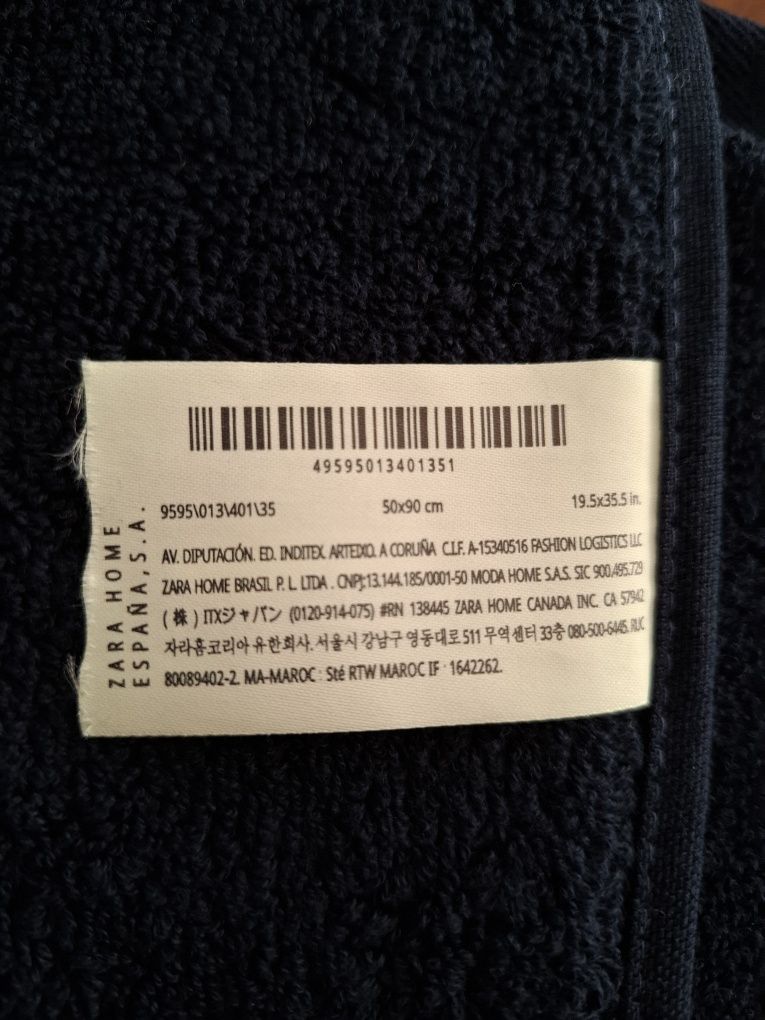 49595013401351
9595\013\401\35 50x90 cm 19.5x35.5 in.
AV. DIPUTACIÓN. ED. INDITEX. ARTEIXO. A CORUÑA C.I.F. A-15340516 FASHION LOGISTICS LLC
ZARA HOME BRASIL P. L. LTDA . CNPJ:13.144.185/0001-50 MODA HOME S.A.S. SIC 900.495.729
(株) ITXジャパン (0120-914-075) #RN 138445 ZARA HOME CANADA INC. CA 57942
자라홈코리아 유한회사. 서울시 강남구 영동대로 511 무역센터 33층 080-500-6445. RUC
80089402-2. MA-MAROC : Sté RTW MAROC IF : 1642262.
ZARA HOME
ESPAÑA, S.A.